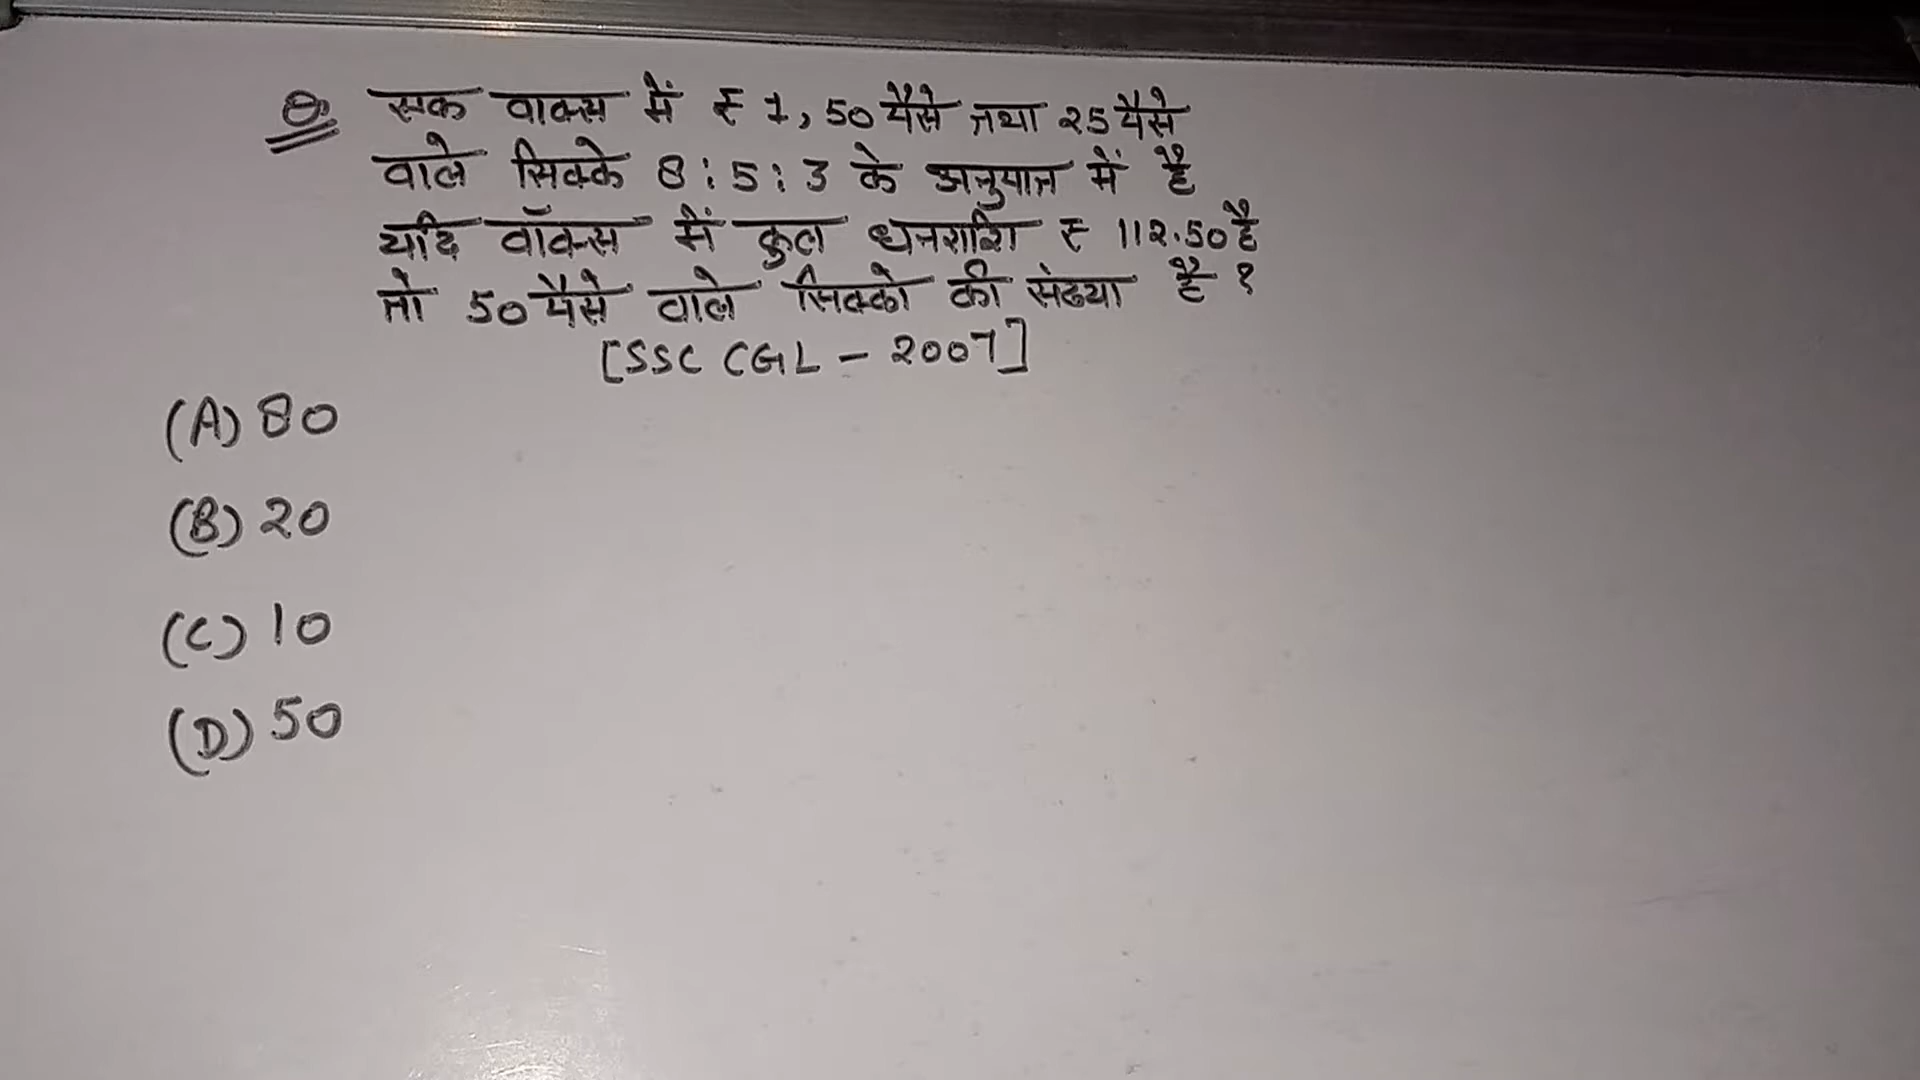 Q. एक वाक्स में ₹ 1, 50 पैसे तथा 25 पैसे
वाले सिक्के 8 : 5 : 3 के अनुपात में है
यदि वॉक्स में कुल धनराशि ₹ 112.50 है
तो 50 पैसे वाले सिक्को की संख्या है ?
[SSC CGL - 2007]
(A) 80
(B) 20
(C) 10
(D) 50